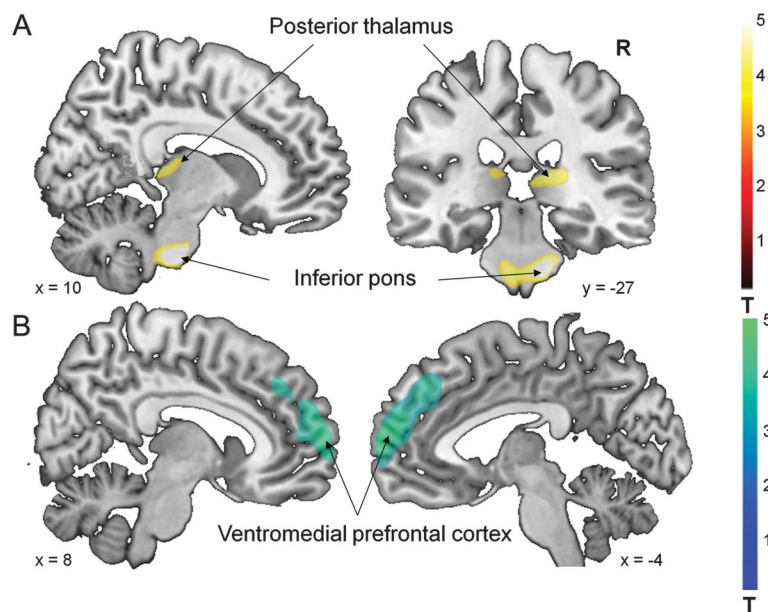 A
Posterior thalamus
R
5
4
3
2
1
T
x = 10
Inferior pons
y = -27
B
5
4
3
2
1
T
Ventromedial prefrontal cortex
x = 8
x = -4